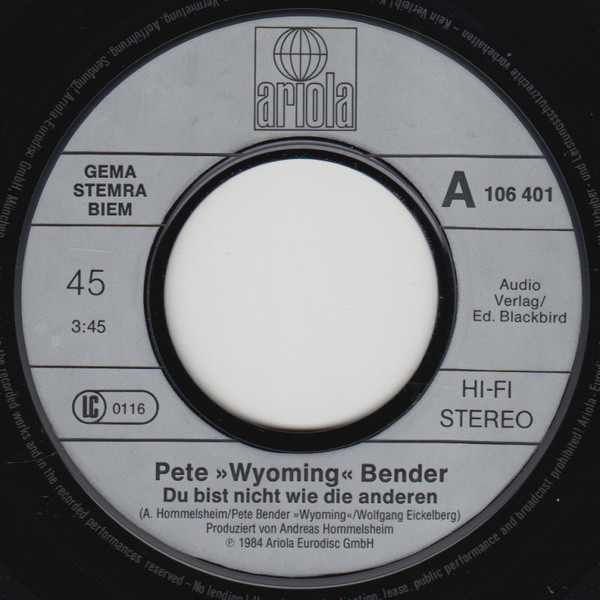 ariola
GEMA
STEMRA
BIEM
A 106 401
45
3:45
Audio
Verlag/
Ed. Blackbird
LC 0116
HI-FI
STEREO
Pete »Wyoming« Bender
Du bist nicht wie die anderen
(A. Hommelsheim/Pete Bender »Wyoming«/Wolfgang Eickelberg)
Produziert von Andreas Hommelsheim
℗ 1984 Ariola Eurodisc GmbH